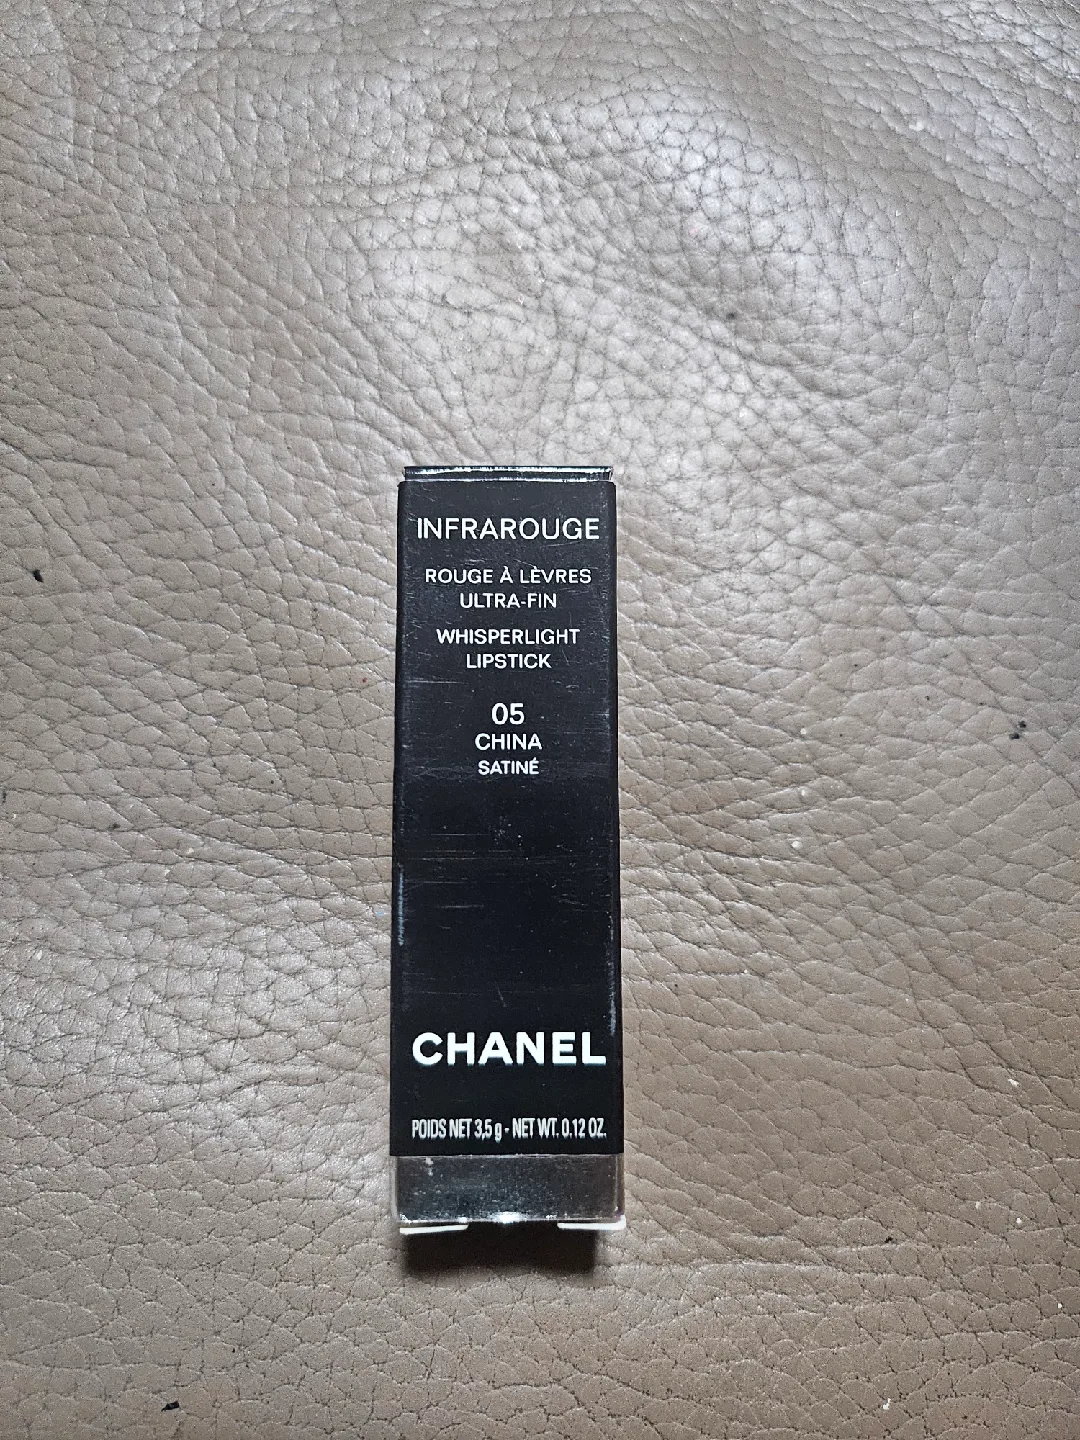 INFRAROUGE
ROUGE À LÈVRES
ULTRA-FIN
WHISPERLIGHT
LIPSTICK
05
CHINA
SATINÉ
CHANEL
POIDS NET 3,5 g - NET WT. 0.12 OZ.